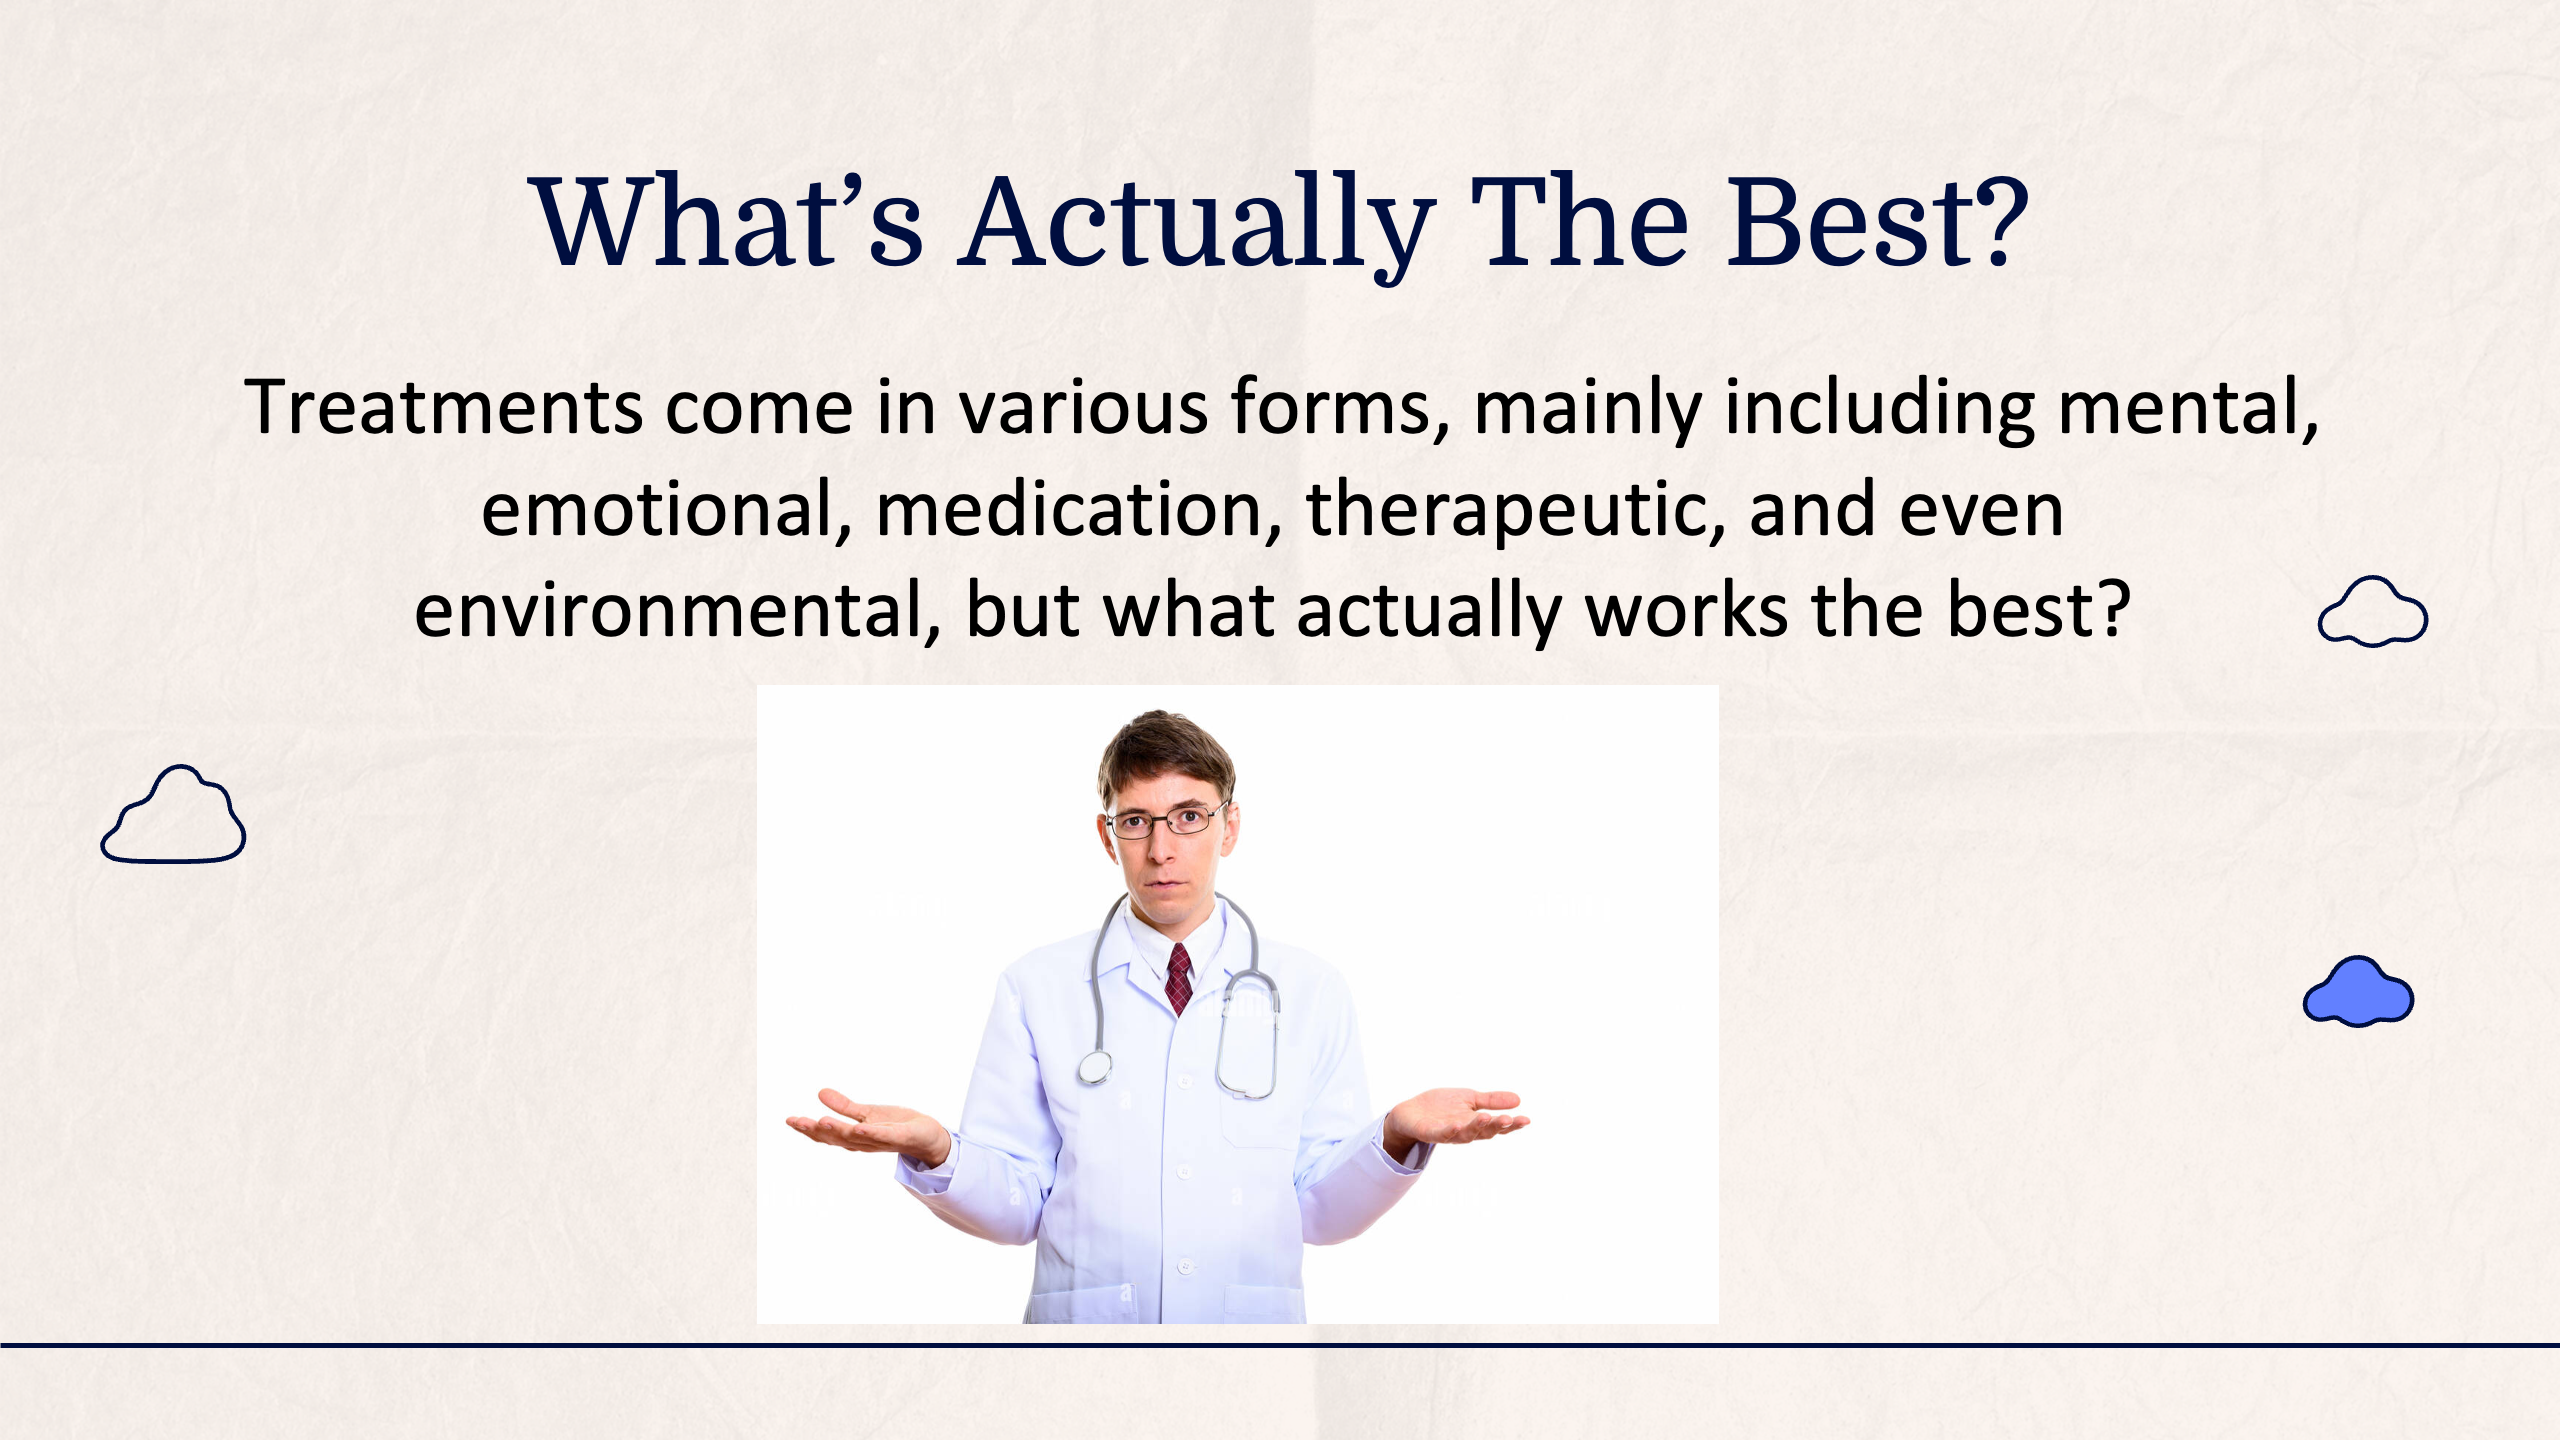 What’s Actually The Best?
Treatments come in various forms, mainly including mental,
emotional, medication, therapeutic, and even
environmental, but what actually works the best?
a
a
a
a
a
a